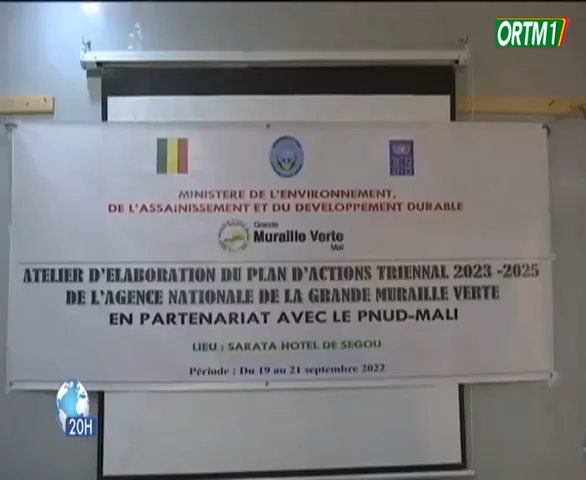 ORTM1
MINISTERE DE L'ENVIRONNEMENT,
DE L'ASSAINISSEMENT ET DU DEVELOPPEMENT DURABLE
Grande
Muraille Verte
Mali
ATELIER D'ELABORATION DU PLAN D'ACTIONS TRIENNAL 2023 -2025
DE L'AGENCE NATIONALE DE LA GRANDE MURAILLE VERTE
EN PARTENARIAT AVEC LE PNUD-MALI
LIEU : SARATA HOTEL DE SEGOU
Période : Du 19 au 21 septembre 2022
20H